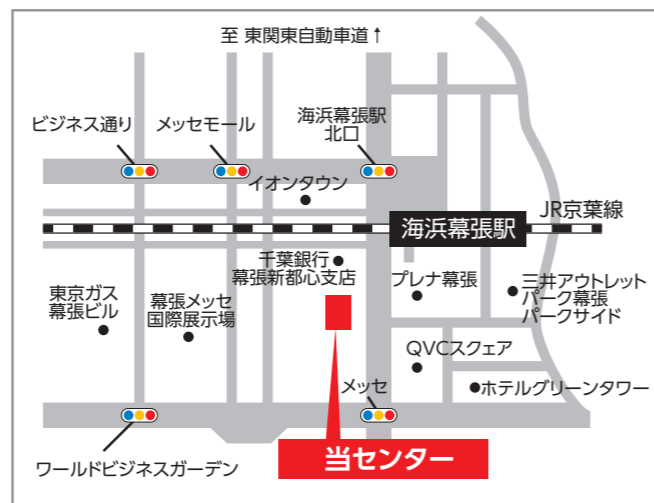 至 東関東自動車道↑
ビジネス通り
メッセモール
海浜幕張駅
北口
イオンタウン
JR京葉線
海浜幕張駅
千葉銀行
幕張新都心支店
プレナ幕張
三井アウトレット
パーク幕張
パークサイド
東京ガス
幕張ビル
幕張メッセ
国際展示場
QVCスクェア
メッセ
ホテルグリーンタワー
ワールドビジネスガーデン
当センター